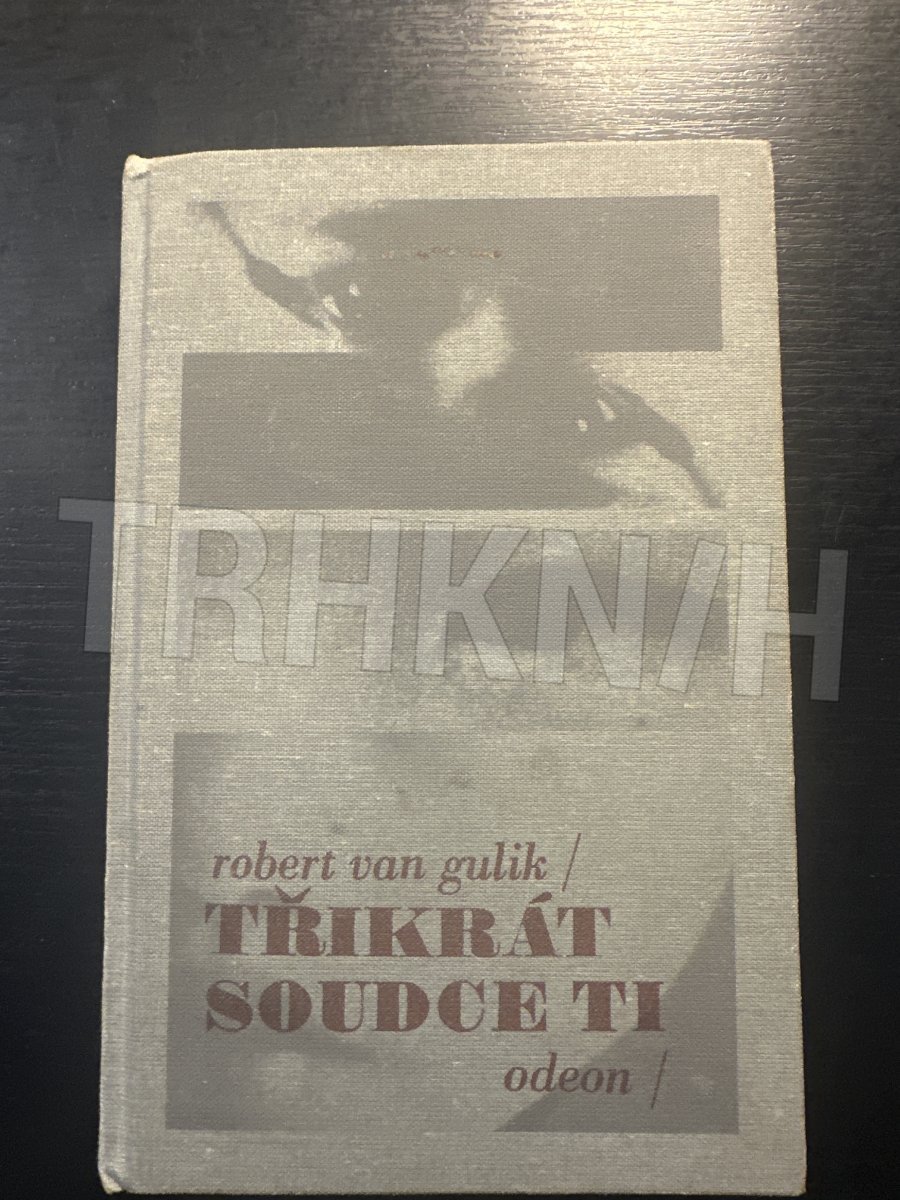 TRHKNIH
robert van gulik /
TŘIKRÁT
SOUDCE TI
odeon /